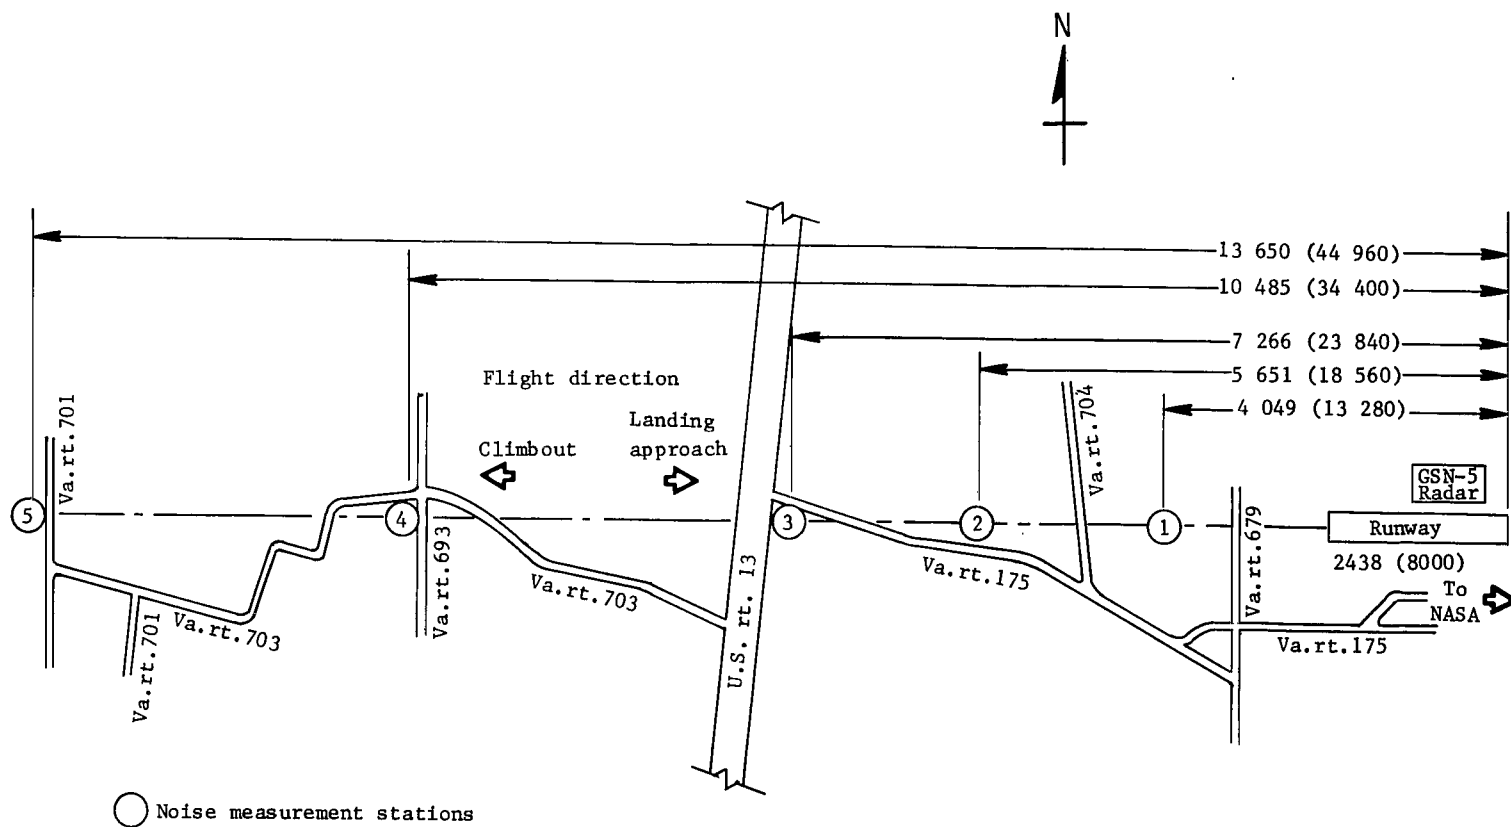 N
13 650 (44 960)
10 485 (34 400)
7 266 (23 840)
5 651 (18 560)
4 049 (13 280)
Flight direction
Climbout
Landing
approach
Va.rt.701
Va.rt.704
GSN-5
Radar
5
4
3
2
1
Va.rt.679
Runway
2438 (8000)
Va.rt.693
Va.rt.703
U.S. rt. 13
Va.rt.175
To
NASA
Va.rt.175
Va.rt.703
Va.rt.701
Noise measurement stations